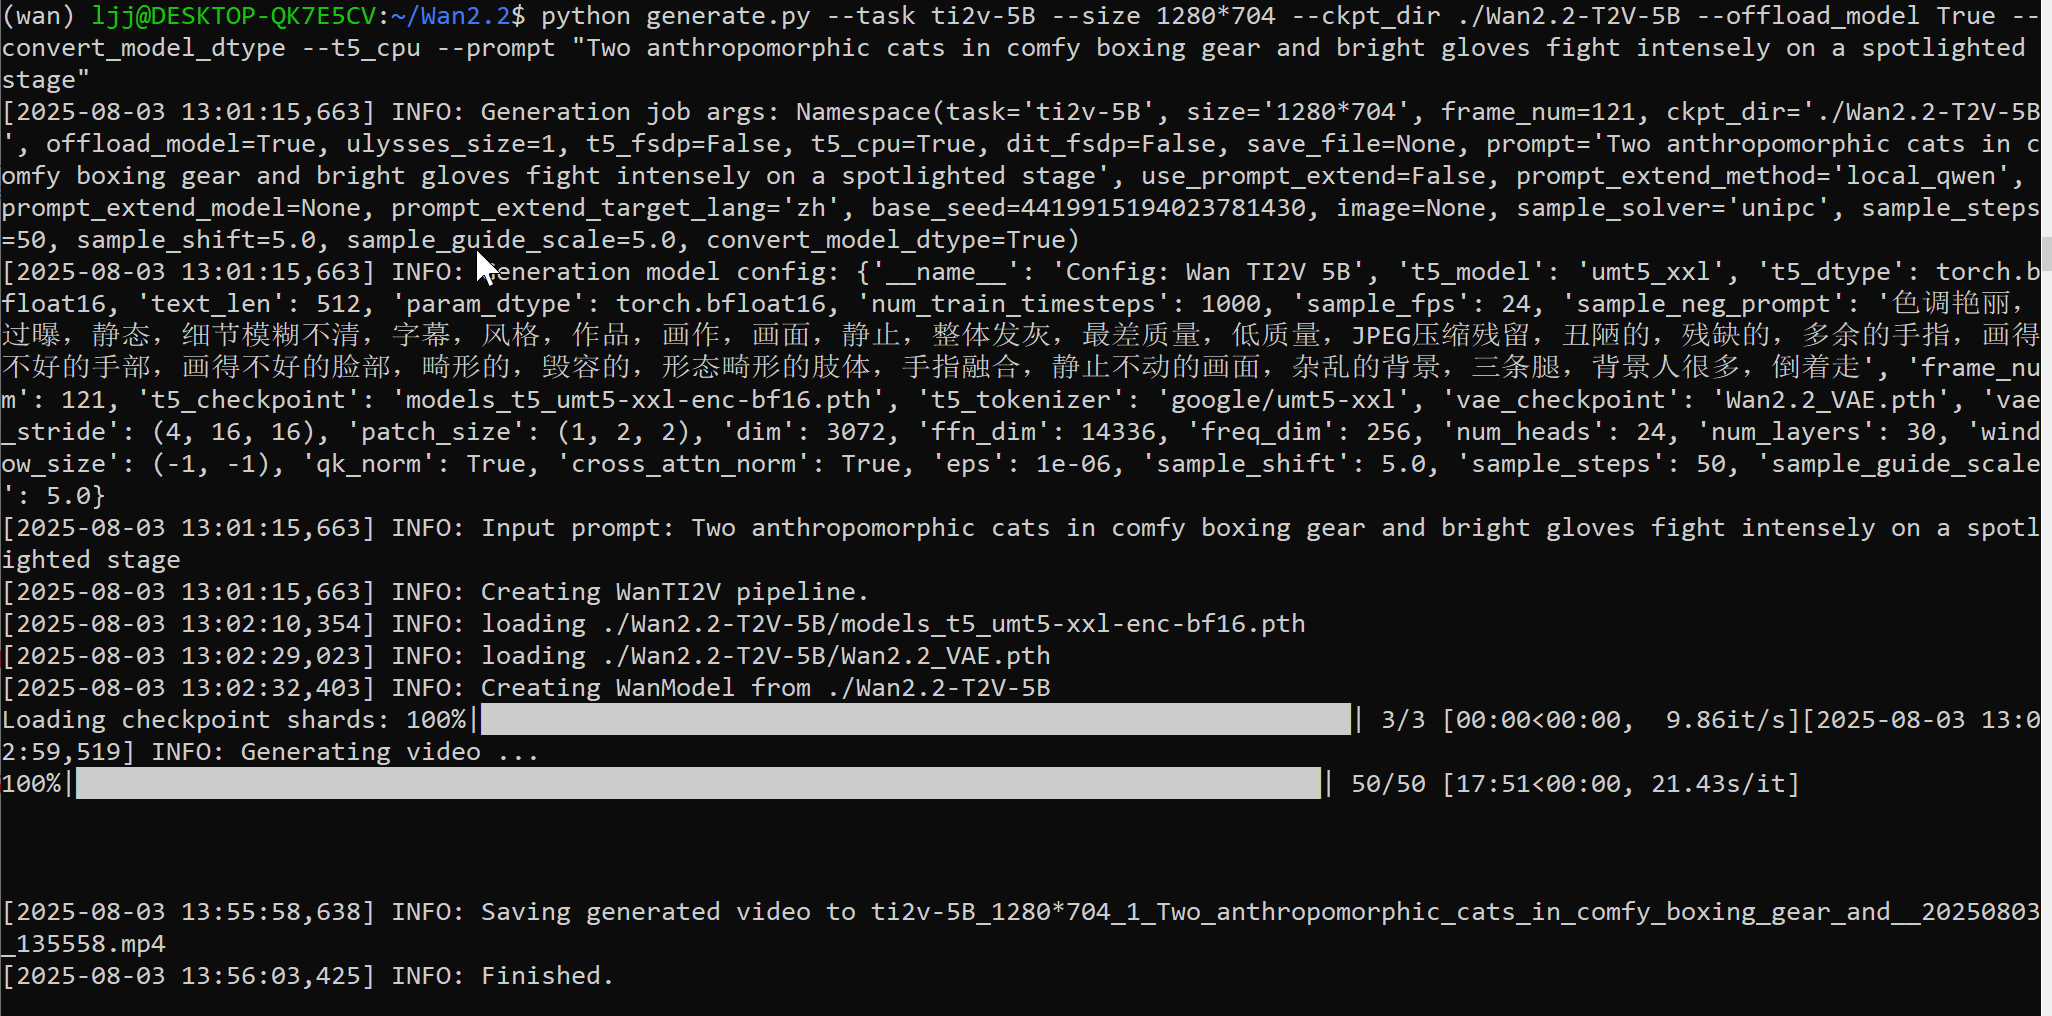 (wan) ljj@DESKTOP-QK7E5CV:~/Wan2.2$ python generate.py --task ti2v-5B --size 1280*704 --ckpt_dir ./Wan2.2-T2V-5B --offload_model True --
convert_model_dtype --t5_cpu --prompt "Two anthropomorphic cats in comfy boxing gear and bright gloves fight intensely on a spotlighted
stage"
[2025-08-03 13:01:15,663] INFO: Generation job args: Namespace(task='ti2v-5B', size='1280*704', frame_num=121, ckpt_dir='./Wan2.2-T2V-5B
', offload_model=True, ulysses_size=1, t5_fsdp=False, t5_cpu=True, dit_fsdp=False, save_file=None, prompt='Two anthropomorphic cats in c
omfy boxing gear and bright gloves fight intensely on a spotlighted stage', use_prompt_extend=False, prompt_extend_method='local_qwen',
prompt_extend_model=None, prompt_extend_target_lang='zh', base_seed=4419915194023781430, image=None, sample_solver='unipc', sample_steps
=50, sample_shift=5.0, sample_guide_scale=5.0, convert_model_dtype=True)
[2025-08-03 13:01:15,663] INFO: Generation model config: {'__name__': 'Config: Wan TI2V 5B', 't5_model': 'umt5_xxl', 't5_dtype': torch.b
float16, 'text_len': 512, 'param_dtype': torch.bfloat16, 'num_train_timesteps': 1000, 'sample_fps': 24, 'sample_neg_prompt': '色调艳丽，
过曝，静态，细节模糊不清，字幕，风格，作品，画作，画面，静止，整体发灰，最差质量，低质量，JPEG压缩残留，丑陋的，残缺的，多余的手指，画得
不好的手部，画得不好的脸部，畸形的，毁容的，形态畸形的肢体，手指融合，静止不动的画面，杂乱的背景，三条腿，背景人很多，倒着走', 'frame_nu
m': 121, 't5_checkpoint': 'models_t5_umt5-xxl-enc-bf16.pth', 't5_tokenizer': 'google/umt5-xxl', 'vae_checkpoint': 'Wan2.2_VAE.pth', 'vae
_stride': (4, 16, 16), 'patch_size': (1, 2, 2), 'dim': 3072, 'ffn_dim': 14336, 'freq_dim': 256, 'num_heads': 24, 'num_layers': 30, 'wind
ow_size': (-1, -1), 'qk_norm': True, 'cross_attn_norm': True, 'eps': 1e-06, 'sample_shift': 5.0, 'sample_steps': 50, 'sample_guide_scale
': 5.0}
[2025-08-03 13:01:15,663] INFO: Input prompt: Two anthropomorphic cats in comfy boxing gear and bright gloves fight intensely on a spotl
ighted stage
[2025-08-03 13:01:15,663] INFO: Creating WanTI2V pipeline.
[2025-08-03 13:02:10,354] INFO: loading ./Wan2.2-T2V-5B/models_t5_umt5-xxl-enc-bf16.pth
[2025-08-03 13:02:29,023] INFO: loading ./Wan2.2-T2V-5B/Wan2.2_VAE.pth
[2025-08-03 13:02:32,403] INFO: Creating WanModel from ./Wan2.2-T2V-5B
Loading checkpoint shards: 100%| | 3/3 [00:00<00:00, 9.86it/s][2025-08-03 13:0
2:59,519] INFO: Generating video ...
100%| | 50/50 [17:51<00:00, 21.43s/it]
[2025-08-03 13:55:58,638] INFO: Saving generated video to ti2v-5B_1280*704_1_Two_anthropomorphic_cats_in_comfy_boxing_gear_and__20250803
_135558.mp4
[2025-08-03 13:56:03,425] INFO: Finished.